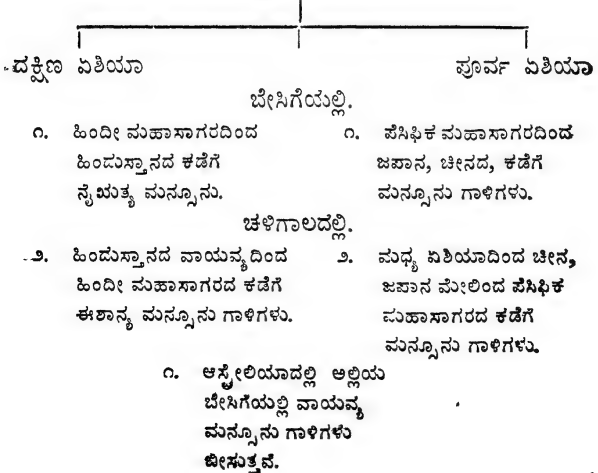 ದಕ್ಷಿಣ ಏಶಿಯಾ
ಪೂರ್ವ ಏಶಿಯಾ
ಬೇಸಿಗೆಯಲ್ಲಿ.
೧. ಹಿಂದೀ ಮಹಾಸಾಗರದಿಂದ
ಹಿಂದುಸ್ತಾನದ ಕಡೆಗೆ
ನೈಋತ್ಯ ಮನ್ಸೂನು.
೧. ಪೆಸಿಫಿಕ ಮಹಾಸಾಗರದಿಂದ
ಜಪಾನ, ಚೀನದ, ಕಡೆಗೆ
ಮನ್ಸೂನು ಗಾಳಿಗಳು.
ಚಳಿಗಾಲದಲ್ಲಿ.
೨. ಹಿಂದುಸ್ತಾನದ ವಾಯವ್ಯದಿಂದ
ಹಿಂದೀ ಮಹಾಸಾಗರದ ಕಡೆಗೆ
ಈಶಾನ್ಯ ಮನ್ಸೂನು ಗಾಳಿಗಳು.
೨. ಮಧ್ಯ ಏಶಿಯಾದಿಂದ ಚೀನ,
ಜಪಾನ ಮೇಲಿಂದ ಪೆಸಿಫಿಕ
ಮಹಾಸಾಗರದ ಕಡೆಗೆ
ಮನ್ಸೂನು ಗಾಳಿಗಳು.
೧. ಆಸ್ಟ್ರೇಲಿಯಾದಲ್ಲಿ ಅಲ್ಲಿಯ
ಬೇಸಿಗೆಯಲ್ಲಿ ವಾಯವ್ಯ
ಮನ್ಸೂನು ಗಾಳಿಗಳು
ಬೀಸುತ್ತವೆ.